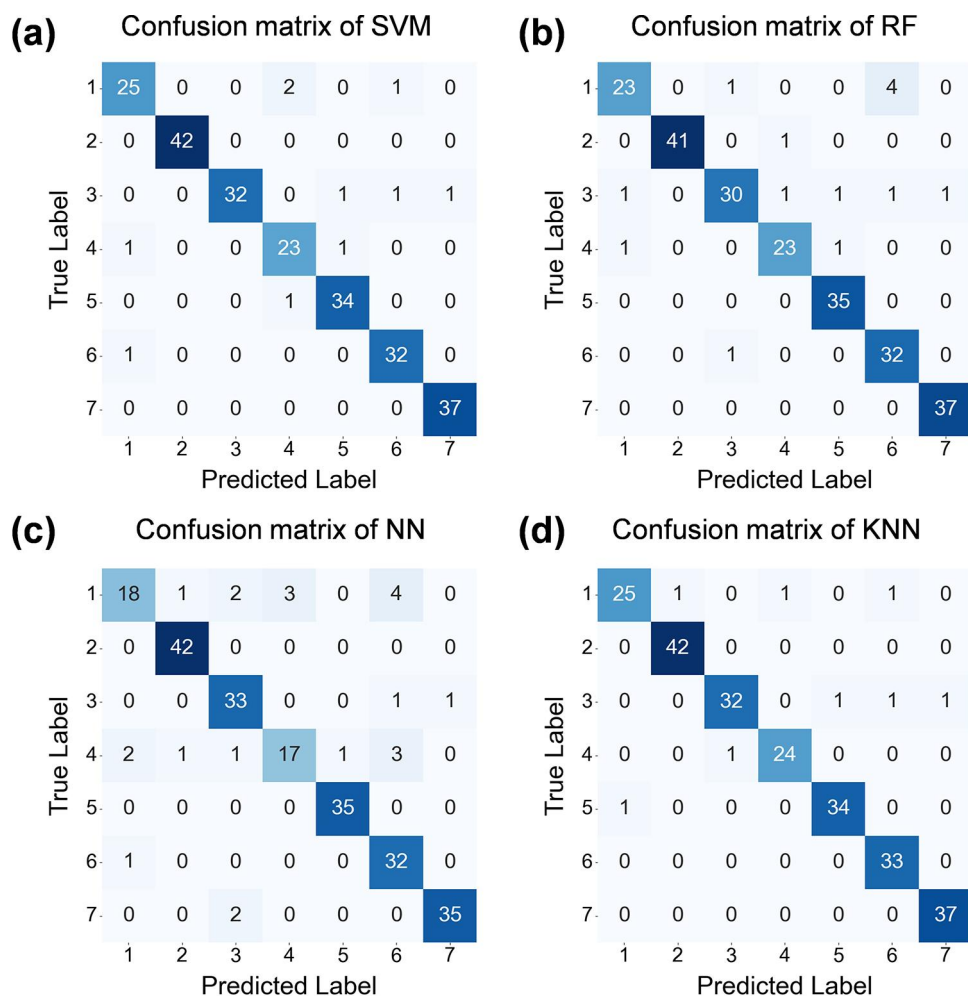 (a) Confusion matrix of SVM
1 25 0 0 2 0 1 0
2 0 42 0 0 0 0 0
3 0 0 32 0 1 1 1
4 1 0 0 23 1 0 0
5 0 0 0 1 34 0 0
6 1 0 0 0 0 32 0
7 0 0 0 0 0 0 37
1 2 3 4 5 6 7
True Label
Predicted Label
(b) Confusion matrix of RF
1 23 0 1 0 0 4 0
2 0 41 0 1 0 0 0
3 1 0 30 1 1 1 1
4 1 0 0 23 1 0 0
5 0 0 0 0 35 0 0
6 0 0 1 0 0 32 0
7 0 0 0 0 0 0 37
1 2 3 4 5 6 7
True Label
Predicted Label
(c) Confusion matrix of NN
1 18 1 2 3 0 4 0
2 0 42 0 0 0 0 0
3 0 0 33 0 0 1 1
4 2 1 1 17 1 3 0
5 0 0 0 0 35 0 0
6 1 0 0 0 0 32 0
7 0 0 2 0 0 0 35
1 2 3 4 5 6 7
True Label
Predicted Label
(d) Confusion matrix of KNN
1 25 1 0 1 0 1 0
2 0 42 0 0 0 0 0
3 0 0 32 0 1 1 1
4 0 0 1 24 0 0 0
5 1 0 0 0 34 0 0
6 0 0 0 0 0 33 0
7 0 0 0 0 0 0 37
1 2 3 4 5 6 7
True Label
Predicted Label